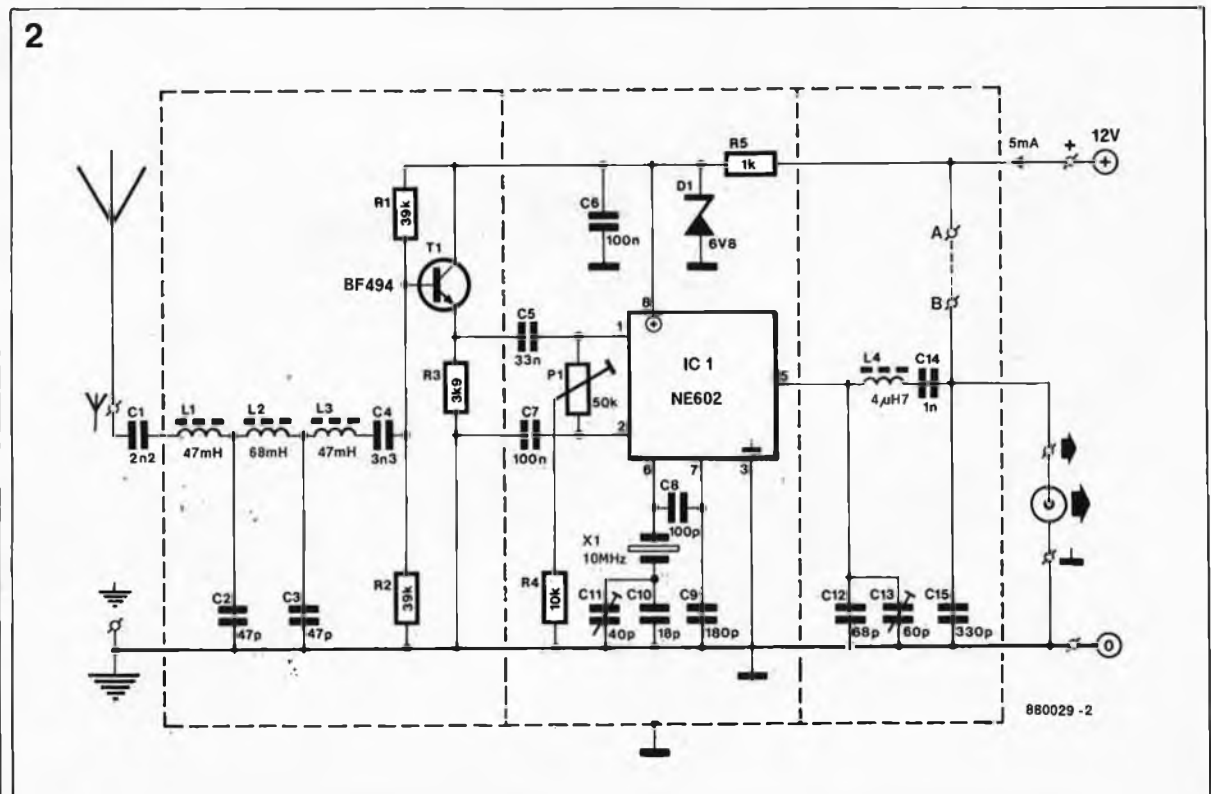 2
5mA
+
12V
+
R5
1k
R1
39k
C6
100n
D1
6V8
A
T1
BF494
B
8
+
C5
33n
1
IC 1
NE602
5
L4
4µH7
C14
1n
R3
3k9
P1
50k
C1
2n2
L1
47mH
L2
68mH
L3
47mH
C4
3n3
C7
100n
2
6
7
3
C8
100p
X1
10MHz
R2
39k
R4
10k
C2
47p
C3
47p
C11
40p
C10
18p
C9
180p
C12
68p
C13
60p
C15
330p
0
880029 - 2